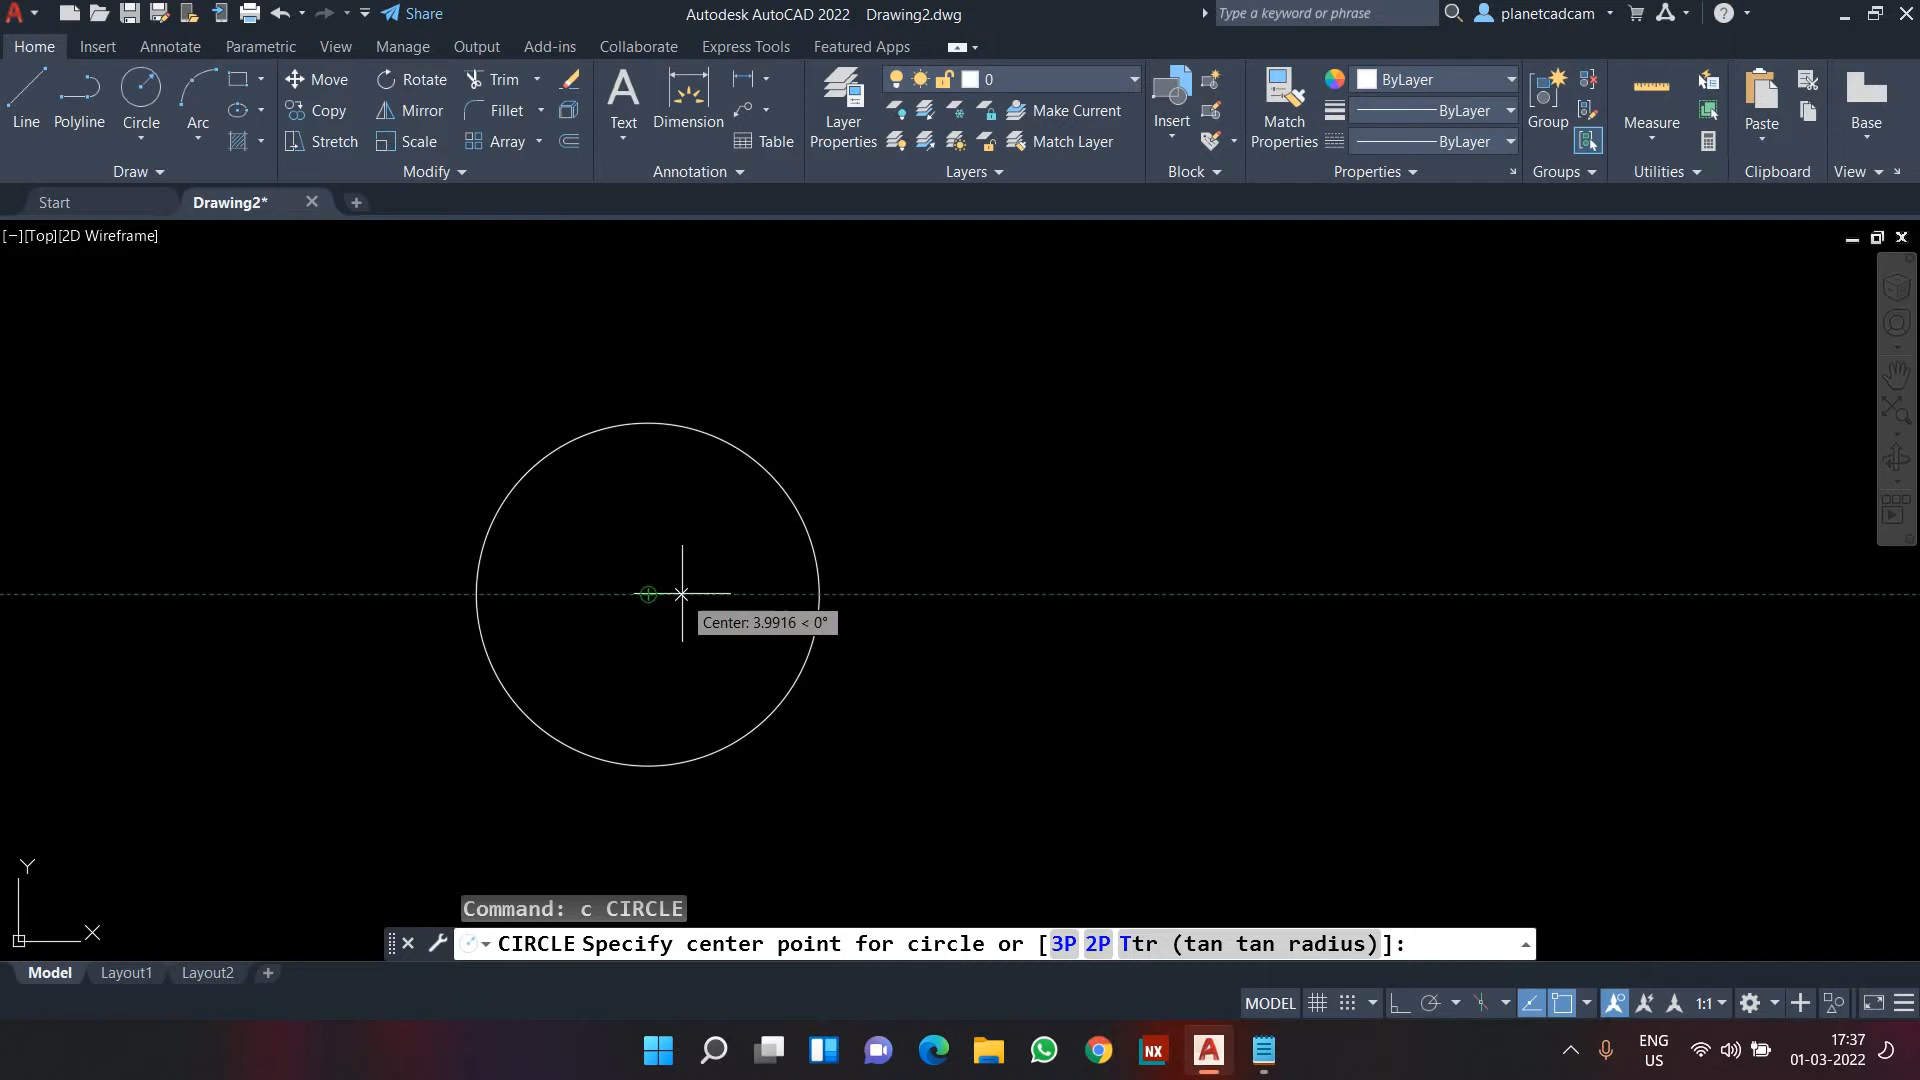 Share
Autodesk AutoCAD 2022 Drawing2.dwg
Type a keyword or phrase
planetcadcam
Home Insert Annotate Parametric View Manage Output Add-ins Collaborate Express Tools Featured Apps
Line Polyline Circle Arc
Move Rotate Trim
Copy Mirror Fillet
Stretch Scale Array
Text Dimension
Table
Layer
Properties
0
Make Current
Match Layer
Insert
Match
Properties
ByLayer
ByLayer
ByLayer
Group
Measure
Paste
Base
Draw Modify Annotation Layers Block Properties Groups Utilities Clipboard View
Start Drawing2*
[−][Top][2D Wireframe]
Center: 3.9916 < 0°
Y
X
Command: c CIRCLE
CIRCLE Specify center point for circle or [3P 2P Ttr (tan tan radius)]:
Model Layout1 Layout2
MODEL
1:1
NX
ENG
US
17:37
01-03-2022